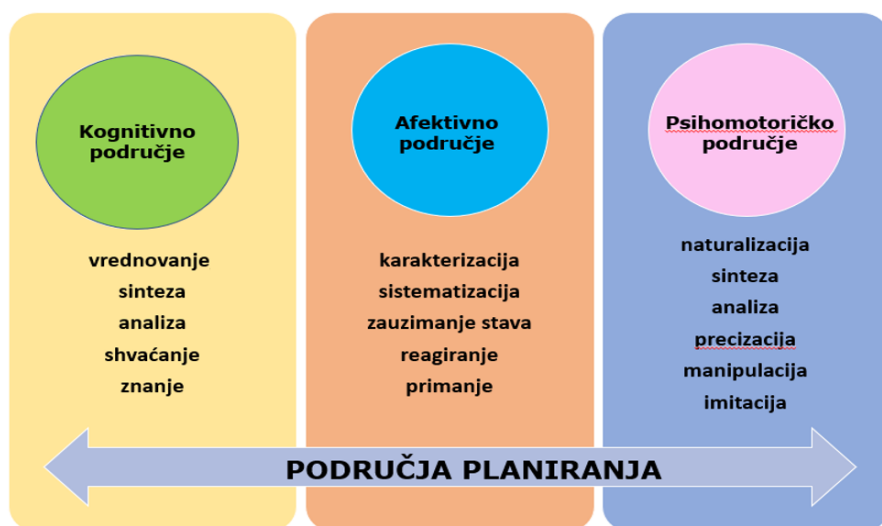 Kognitivno
područje
vrednovanje
sinteza
analiza
shvaćanje
znanje
Afektivno
područje
karakterizacija
sistematizacija
zauzimanje stava
reagiranje
primanje
Psihomotoričko
područje
naturalizacija
sinteza
analiza
precizacija
manipulacija
imitacija
PODRUČJA PLANIRANJA